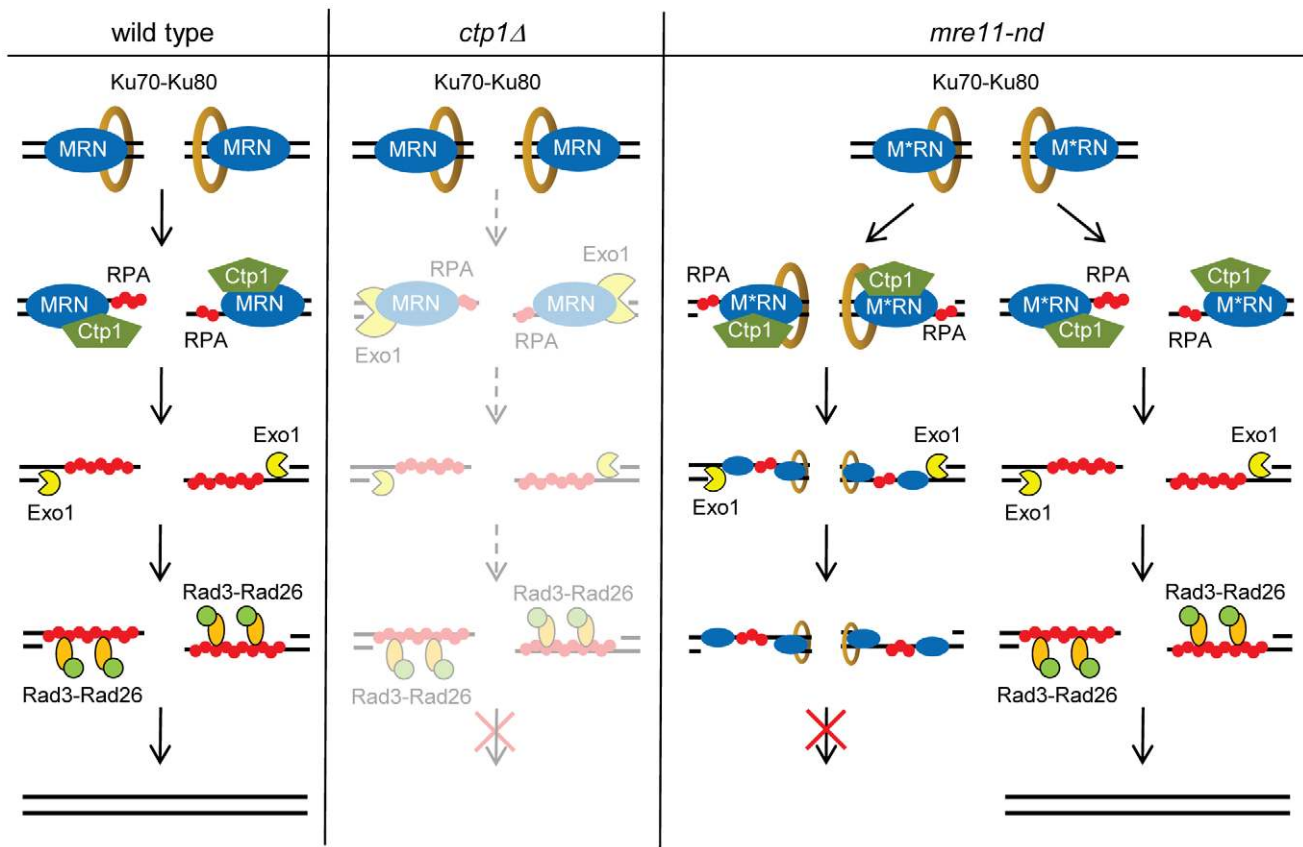 wild type
ctp1Δ
mre11-nd
Ku70-Ku80
Ku70-Ku80
Ku70-Ku80
MRN
MRN
MRN
MRN
M*RN
M*RN
RPA
Ctp1
MRN
MRN
Ctp1
RPA
Exo1
RPA
MRN
MRN
Exo1
RPA
RPA
Ctp1
M*RN
M*RN
Ctp1
RPA
RPA
Ctp1
M*RN
M*RN
Ctp1
RPA
Exo1
Exo1
Exo1
Exo1
Exo1
Exo1
Rad3-Rad26
Rad3-Rad26
Rad3-Rad26
Rad3-Rad26
Rad3-Rad26
Rad3-Rad26